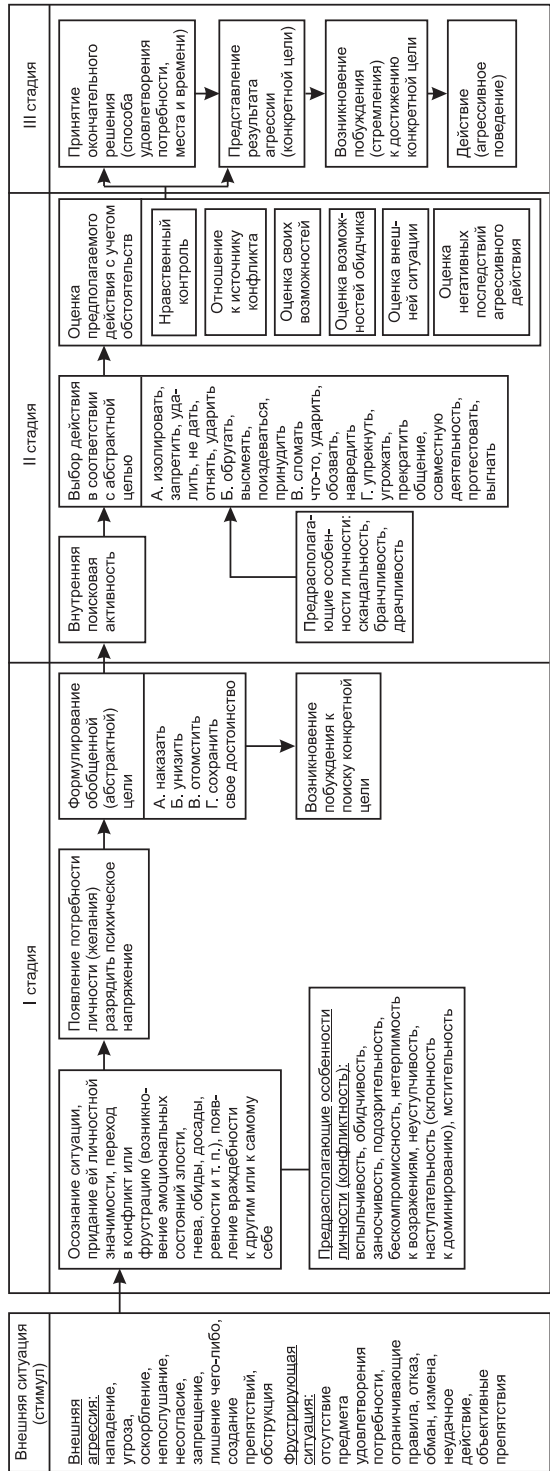 Внешняя ситуация
(стимул)
Внешняя
агрессия:
нападение,
угроза,
оскорбление,
непослушание,
несогласие,
запрещение,
лишение чего-либо,
создание
препятствий,
обструкция
Фрустрирующая
ситуация:
отсутствие
предмета
удовлетворения
потребности,
ограничивающие
правила, отказ,
обман, измена,
неудачное
действие,
объективные
препятствия
I стадия
Осознание ситуации,
придание ей личностной
значимости, переход
в конфликт или
фрустрацию (возникно-
вение эмоциональных
состояний злости,
гнева, обиды, досады,
ревности и т. п.), появ-
ление враждебности
к другим или к самому
себе
Предрасполагающие особенности
личности (конфликтность):
вспыльчивость, обидчивость,
заносчивость, подозрительность,
бескомпромиссность, нетерпимость
к возражениям, неуступчивость,
наступательность (склонность
к доминированию), мстительность
Появление потребности
личности (желания)
разрядить психическое
напряжение
Формулирование
обобщенной
(абстрактной)
цели
А. наказать
Б. унизить
В. отомстить
Г. сохранить
свое достоинство
Возникновение
побуждения к
поиску конкретной
цели
II стадия
Внутренняя
поисковая
активность
Выбор действия
в соответствии
с абстрактной
целью
А. изолировать,
запретить, уда-
лить, не дать,
отнять, ударить
Б. обругать,
высмеять,
поиздеваться,
принудить
В. сломать
что-то, ударить,
обозвать,
навредить
Г. упрекнуть,
угрожать,
прекратить
общение,
совместную
деятельность,
протестовать,
выгнать
Предрасполага-
ющие особен-
ности личности:
скандальность,
бранчливость,
драчливость
Оценка
предполагаемого
действия с учетом
обстоятельств
Нравственный
контроль
Отношение
к источнику
конфликта
Оценка своих
возможностей
Оценка возмож-
ностей обидчика
Оценка внеш-
ней ситуации
Оценка
негативных
последствий
агрессивного
действия
III стадия
Принятие
окончательного
решения
(способа
удовлетворения
потребности,
места и времени)
Представление
результата
агрессии
(конкретной цели)
Возникновение
побуждения
(стремления)
к достижению
конкретной цели
Действие
(агрессивное
поведение)